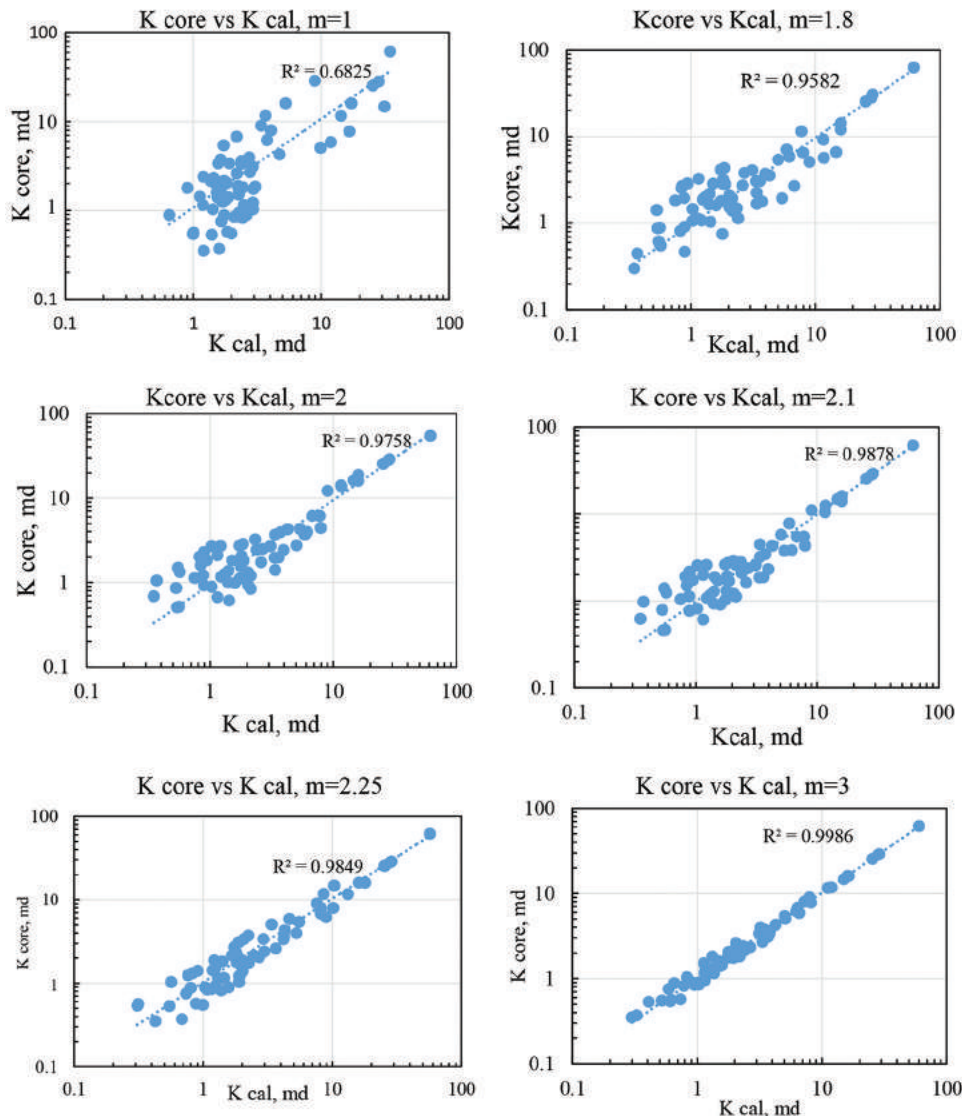 K core vs K cal, m=1
100
R² = 0.6825
10
K core, md
1
0.1
0.1 1 10 100
K cal, md
Kcore vs Kcal, m=1.8
100
R² = 0.9582
10
Kcore, md
1
0.1
0.1 1 10 100
Kcal, md
Kcore vs Kcal, m=2
100
R² = 0.9758
10
K core, md
1
0.1
0.1 1 10 100
K cal, md
K core vs Kcal, m=2.1
100
R² = 0.9878
K core, md
0.1
0.1 1 10 100
Kcal, md
K core vs K cal, m=2.25
100
R² = 0.9849
10
K core, md
1
0.1
0.1 1 10 100
K cal, md
K core vs K cal, m=3
100
R² = 0.9986
10
K core, md
1
0.1
0.1 1 10 100
K cal, md